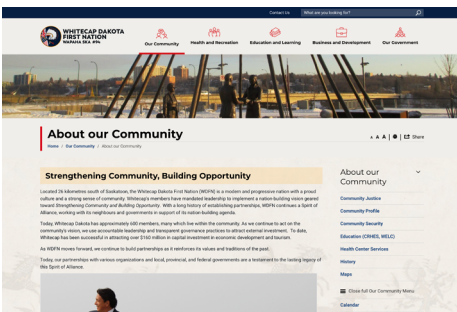 Contact Us
What are you looking for?
WHITECAP DAKOTA
FIRST NATION
WAPAHA SKA #94
Our Community
Health and Recreation
Education and Learning
Business and Development
Our Government
About our Community
Home / Our Community / About our Community
A A A | | Share
Strengthening Community, Building Opportunity
Located 26 kilometres south of Saskatoon, the Whitecap Dakota First Nation (WDFN) is a modern and progressive nation with a proud
culture and a strong sense of community. Whitecap members have mandated leadership to implement a nation-building vision geared
toward Strengthening Community and Building Opportunity. With a long history of establishing partnerships, WDFN continues a Spirit of
Alliance, working with its neighbours and governments in support of its nation-building agenda.
Today, Whitecap Dakota has approximately 680 members, many which live within the community. As we continue to act on the
community's vision, we use accountable leadership and transparent governance practices to attract external investment. To date,
Whitecap has been successful in attracting over $160 million in capital investment in economic development and tourism.
As WDFN moves forward, we continue to build partnerships as it reinforces its values and traditions of the past.
Today, our partnerships with various organizations and local, provincial, and federal governments are a testament to the lasting legacy of
this Spirit of Alliance.
About our
Community
Community Justice
Community Profile
Community Security
Education (CRHES, WELC)
Health Center Services
History
Maps
Close full Our Community Menu
Calendar